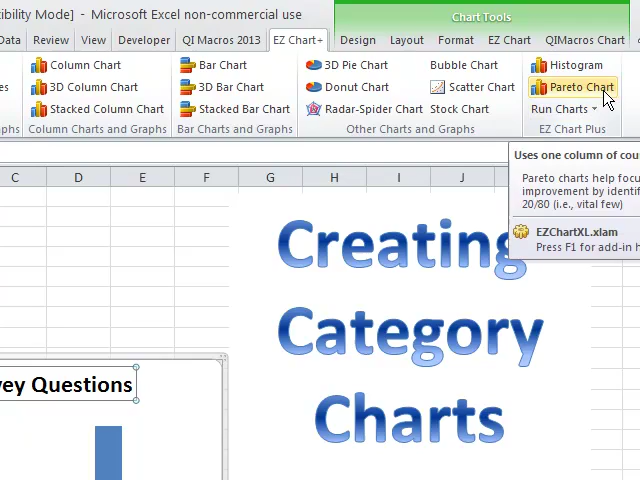 tibility Mode] - Microsoft Excel non-commercial use
Chart Tools
Data Review View Developer QI Macros 2013 EZ Chart+ Design Layout Format EZ Chart QIMacros Chart
Column Chart Bar Chart 3D Pie Chart Bubble Chart Histogram
3D Column Chart 3D Bar Chart Donut Chart Scatter Chart Pareto Chart
Stacked Column Chart Stacked Bar Chart Radar-Spider Chart Stock Chart Run Charts
phs Column Charts and Graphs Bar Charts and Graphs Other Charts and Graphs EZ Chart Plus
Uses one column of cou
C D E F G H I J
Pareto charts help focu
improvement by identif
20/80 (i.e., vital few)
EZChartXL.xlam
Press F1 for add-in h
Creating
Category
Charts
vey Questions